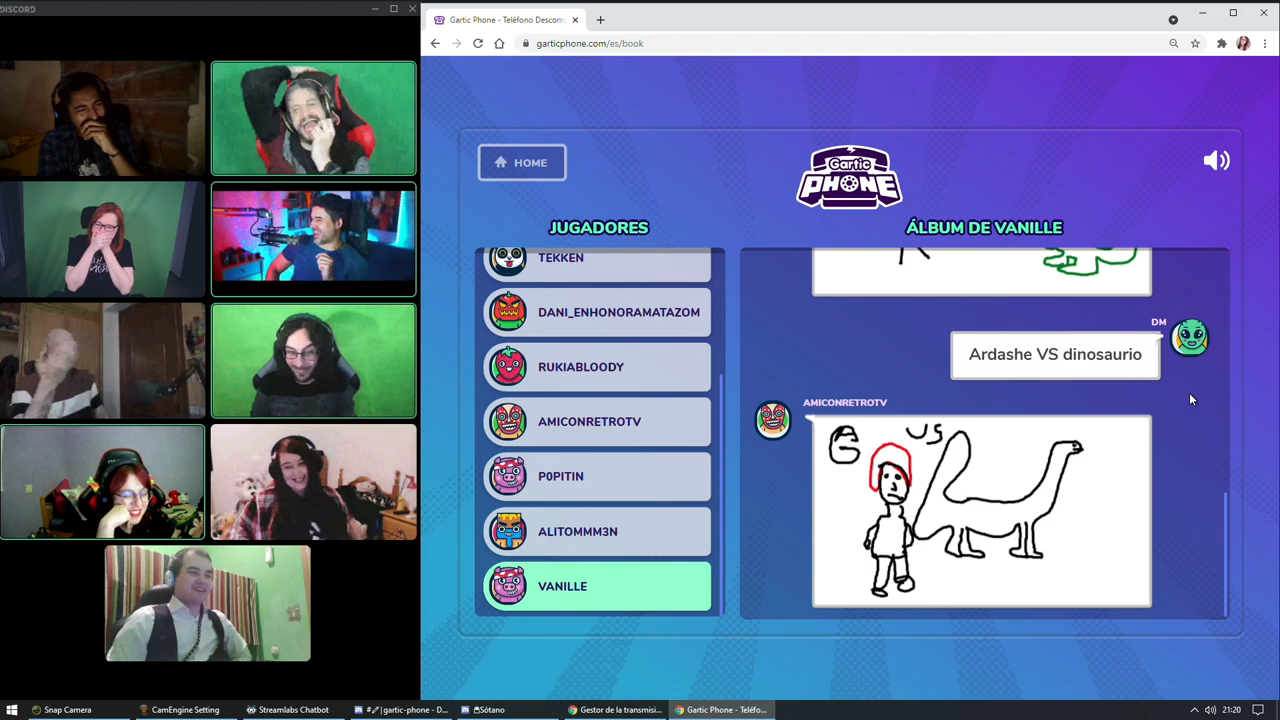 DISCORD
Gartic Phone - Teléfono Descom
garticphone.com/es/book
HOME
Gartic
PHONE
JUGADORES
ÁLBUM DE VANILLE
TEKKEN
DANI_ENHONORAMATAZOM
RUKIABLOODY
AMICONRETROTV
P0PITIN
ALITOMMM3N
VANILLE
DM
Ardashe VS dinosaurio
AMICONRETROTV
VS
Snap Camera
CamEngine Setting
Streamlabs Chatbot
gartic-phone - D...
Sótano
Gestor de la transmisi...
Gartic Phone - Teléfo...
21:20